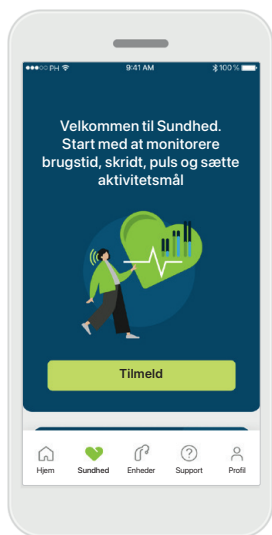 PH 9:41 AM 100%
Velkommen til Sundhed.
Start med at monitorere
brugstid, skridt, puls og sætte
aktivitetsmål
Tilmeld
Hjem Sundhed Enheder Support Profil